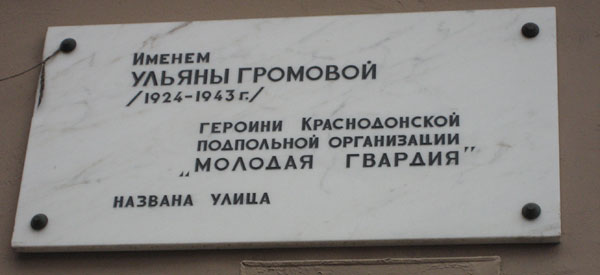 Именем
Ульяны Громовой
/1924-1943 г./
героини Краснодонской
подпольной организации
„Молодая гвардия"
названа улица